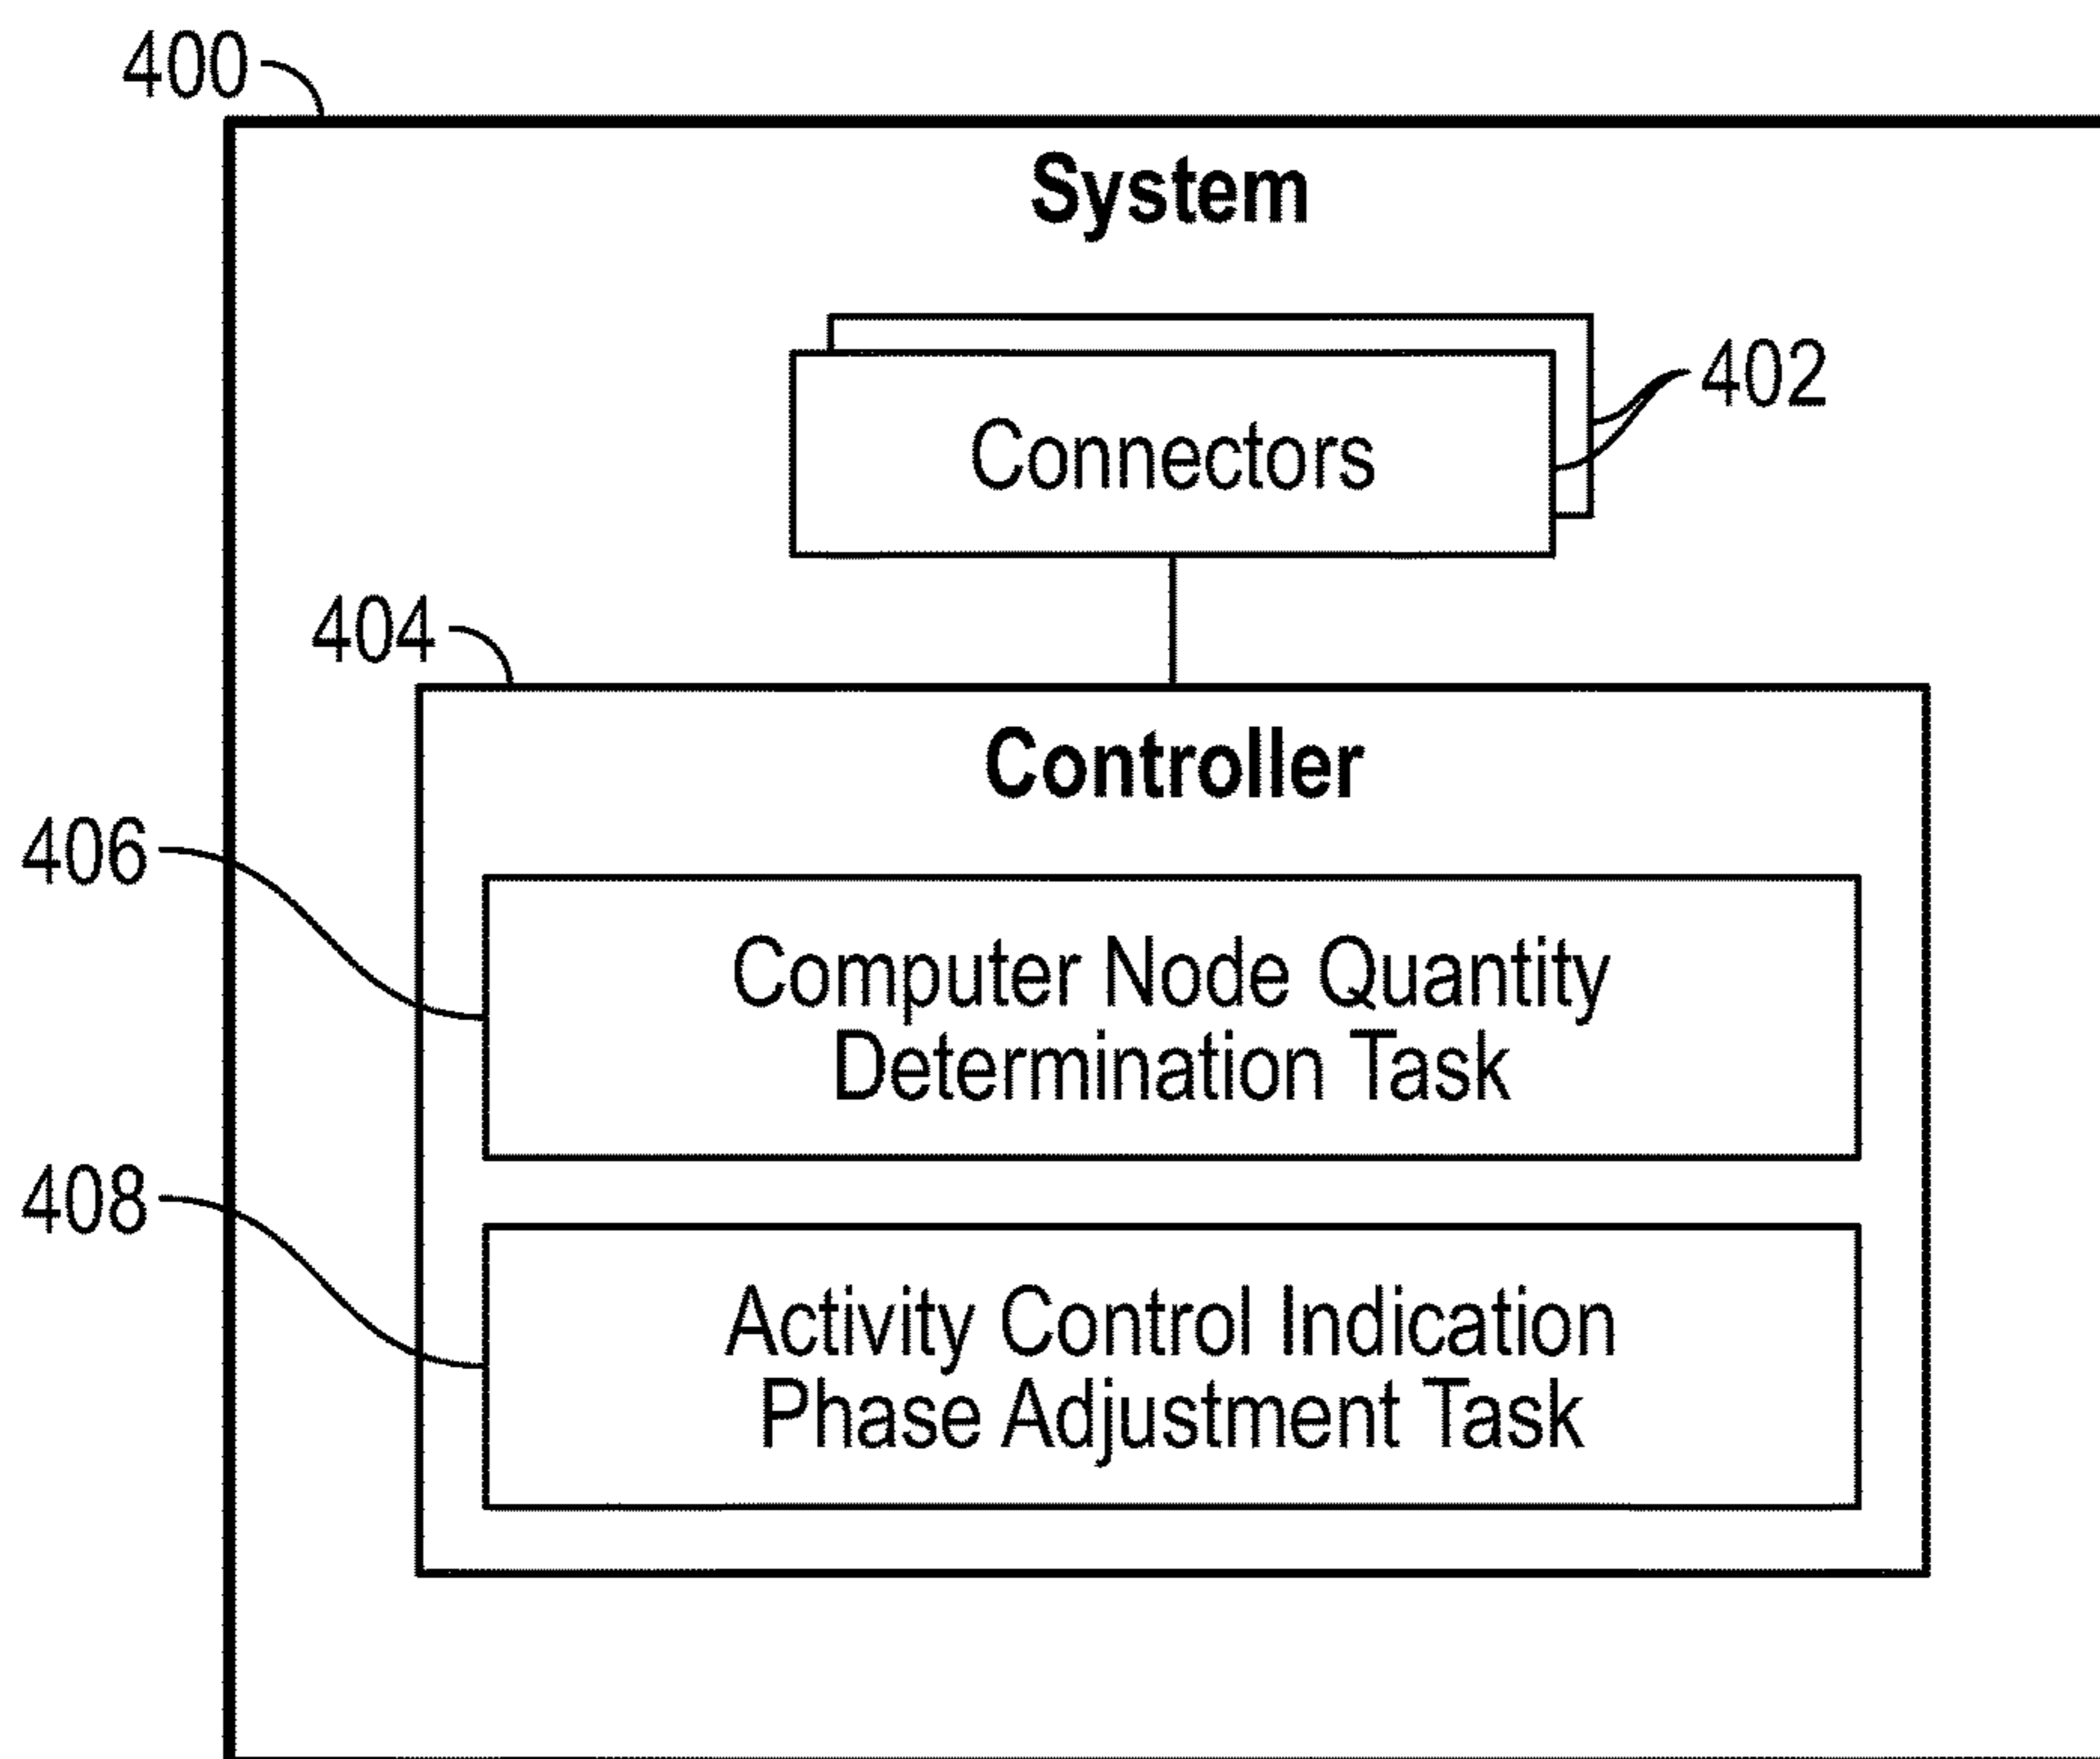 400
System
Connectors
402
404
Controller
406
Computer Node Quantity
Determination Task
408
Activity Control Indication
Phase Adjustment Task